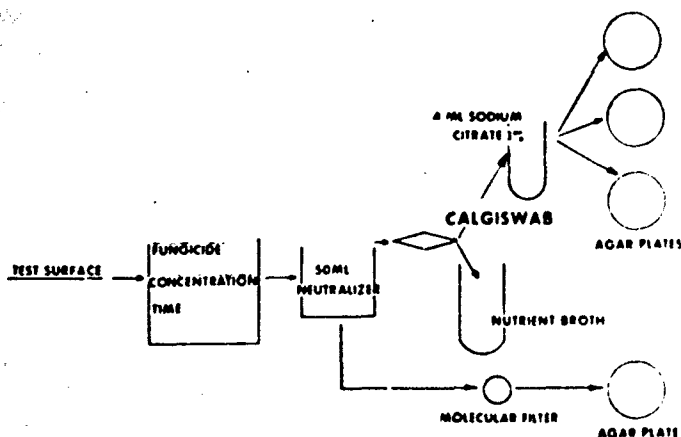 4 ML SODIUM
CITRATE 1%
CALGISWAB
AGAR PLATES
FUNGICIDE
CONCENTRATION
TIME
TEST SURFACE
50ML
NEUTRALIZER
NUTRIENT BROTH
MOLECULAR FILTER
AGAR PLATE